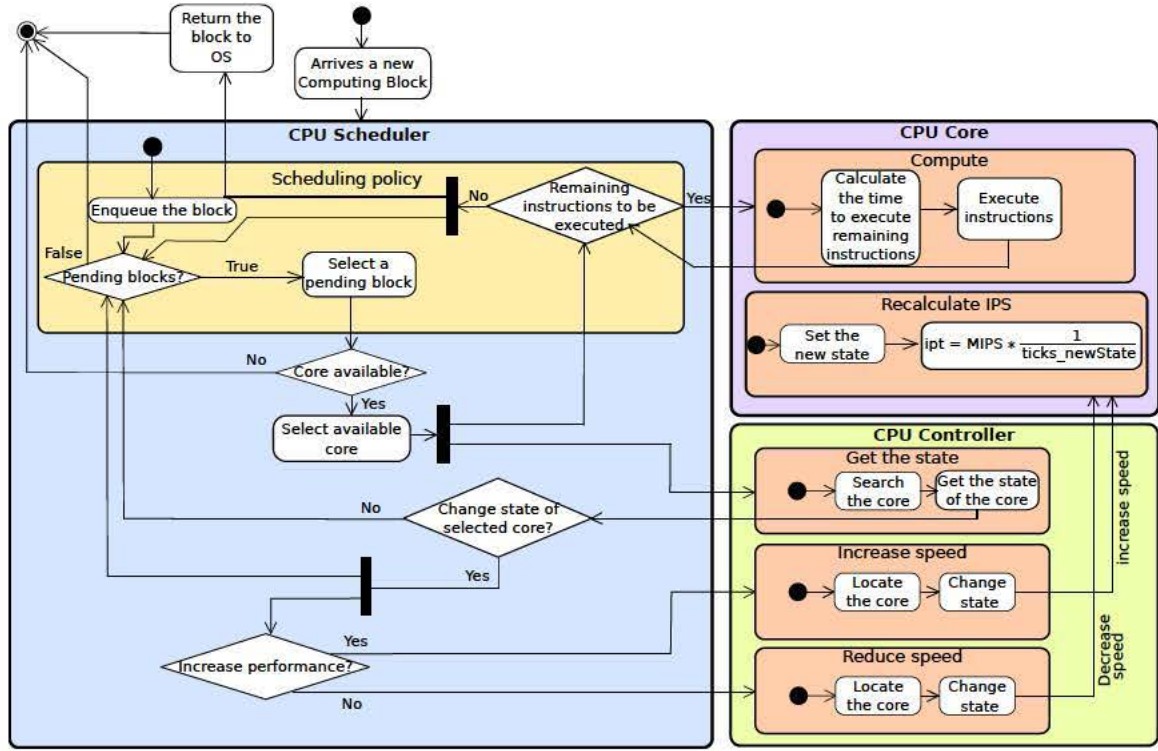 Return the
block to
OS
Arrives a new
Computing Block
CPU Scheduler
Scheduling policy
Enqueue the block
No
Remaining
instructions to be
executed
Yes
False
Pending blocks?
True
Select a
pending block
No
Core available?
Yes
Select available
core
No
Change state of
selected core?
Yes
Increase performance?
Yes
No
CPU Core
Compute
Calculate
the time
to execute
remaining
instructions
Execute
instructions
Recalculate IPS
Set the
new state
ipt = MIPS * 1
ticks_newState
CPU Controller
Get the state
Search
the core
Get the state
of the core
Increase speed
Locate
the core
Change
state
Reduce speed
Locate
the core
Change
state
increase speed
Decrease
speed